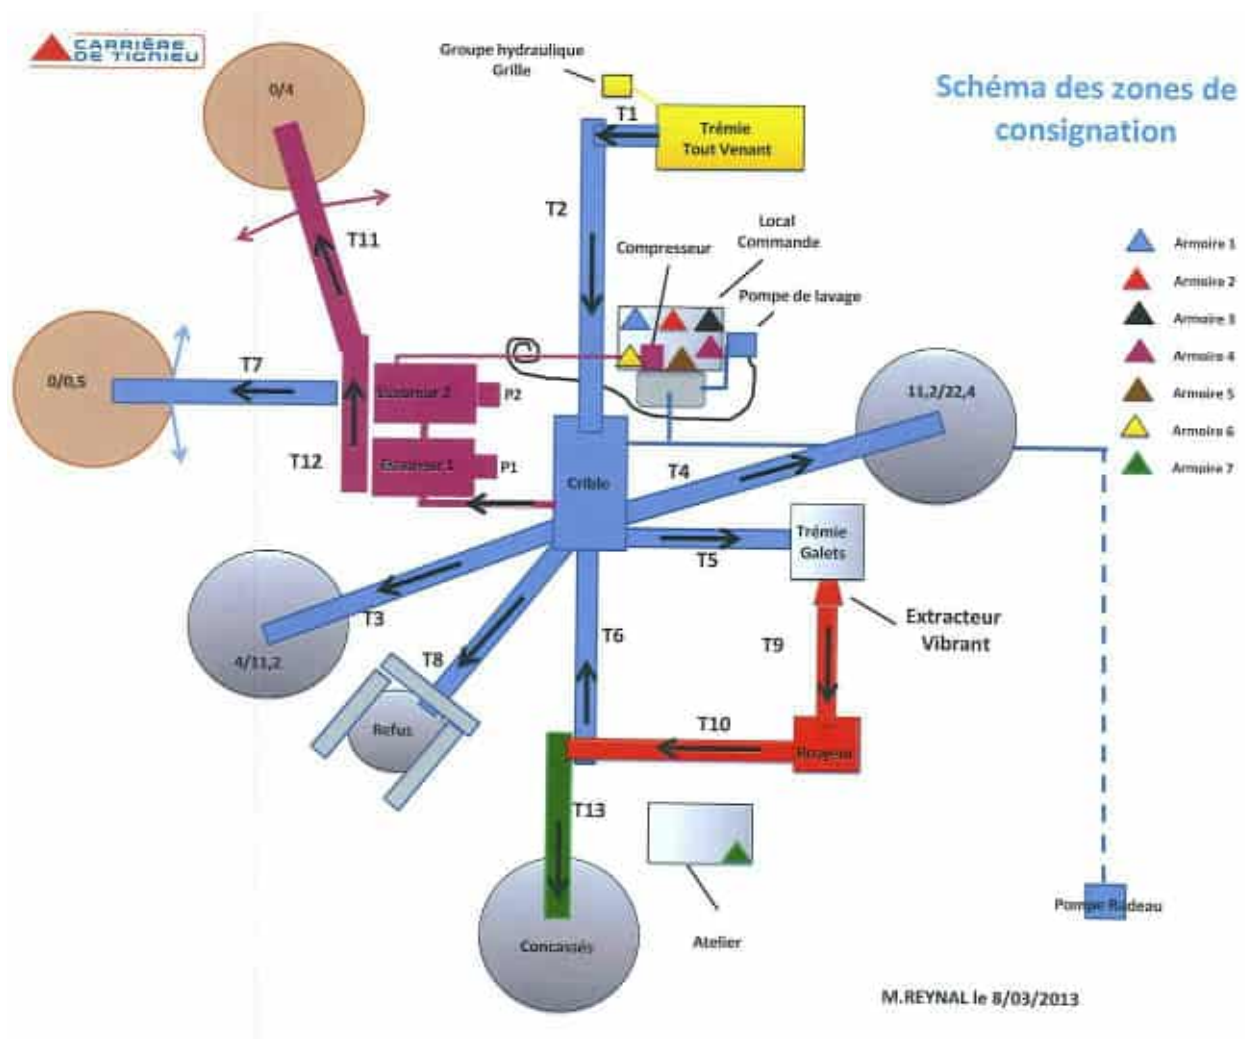 CARRIÈRE
DE TIGNIEU
Groupe hydraulique
Grille
Schéma des zones de
consignation
0/4
T1
Trémie
Tout Venant
T2
Local
Commande
Compresseur
Pompe de lavage
T11
Armoire 1
Armoire 2
Armoire 3
Armoire 4
Armoire 5
Armoire 6
Armoire 7
T7
0/0,5
2
P2
11,2/22,4
T12
1
P1
T4
Crible
Trémie
Galets
T5
Extracteur
Vibrant
T3
T6
T9
T8
4/11,2
Refus
T10
T13
Pompe Radeau
Atelier
Concassés
M.REYNAL le 8/03/2013